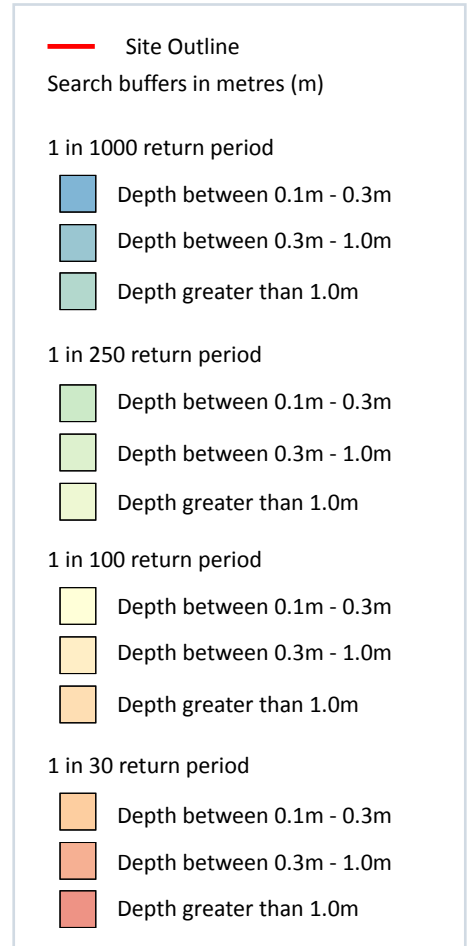 Site Outline
Search buffers in metres (m)
1 in 1000 return period
Depth between 0.1m - 0.3m
Depth between 0.3m - 1.0m
Depth greater than 1.0m
1 in 250 return period
Depth between 0.1m - 0.3m
Depth between 0.3m - 1.0m
Depth greater than 1.0m
1 in 100 return period
Depth between 0.1m - 0.3m
Depth between 0.3m - 1.0m
Depth greater than 1.0m
1 in 30 return period
Depth between 0.1m - 0.3m
Depth between 0.3m - 1.0m
Depth greater than 1.0m